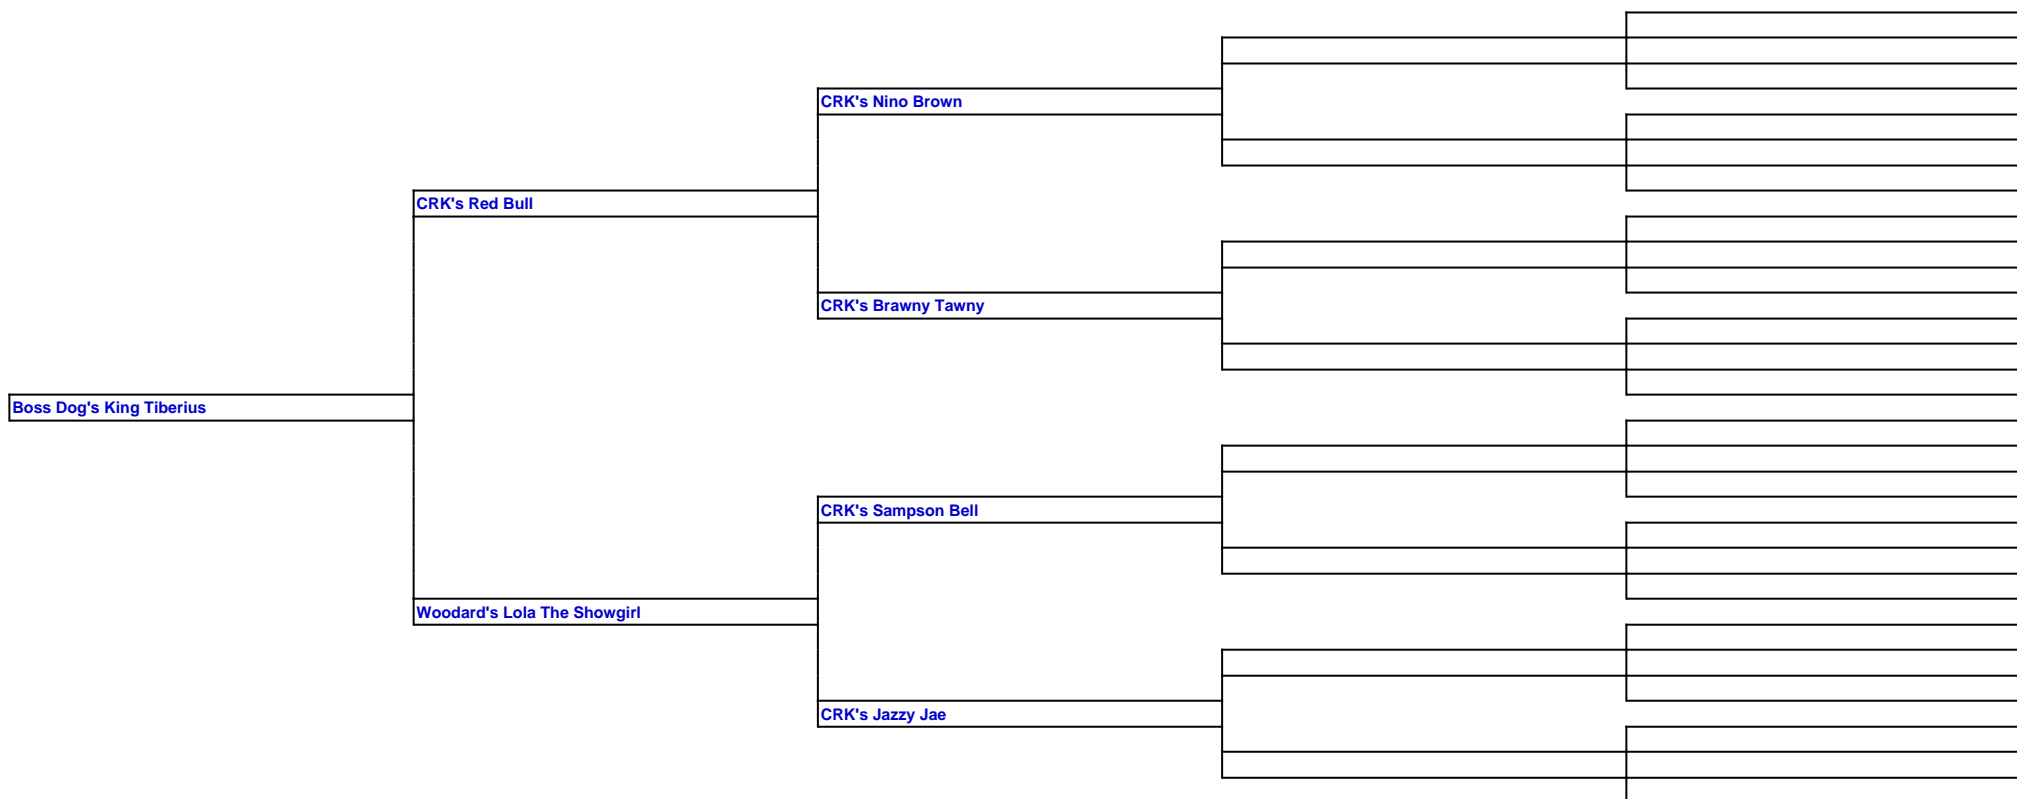 CRK's Nino Brown
CRK's Red Bull
CRK's Brawny Tawny
Boss Dog's King Tiberius
CRK's Sampson Bell
Woodard's Lola The Showgirl
CRK's Jazzy Jae